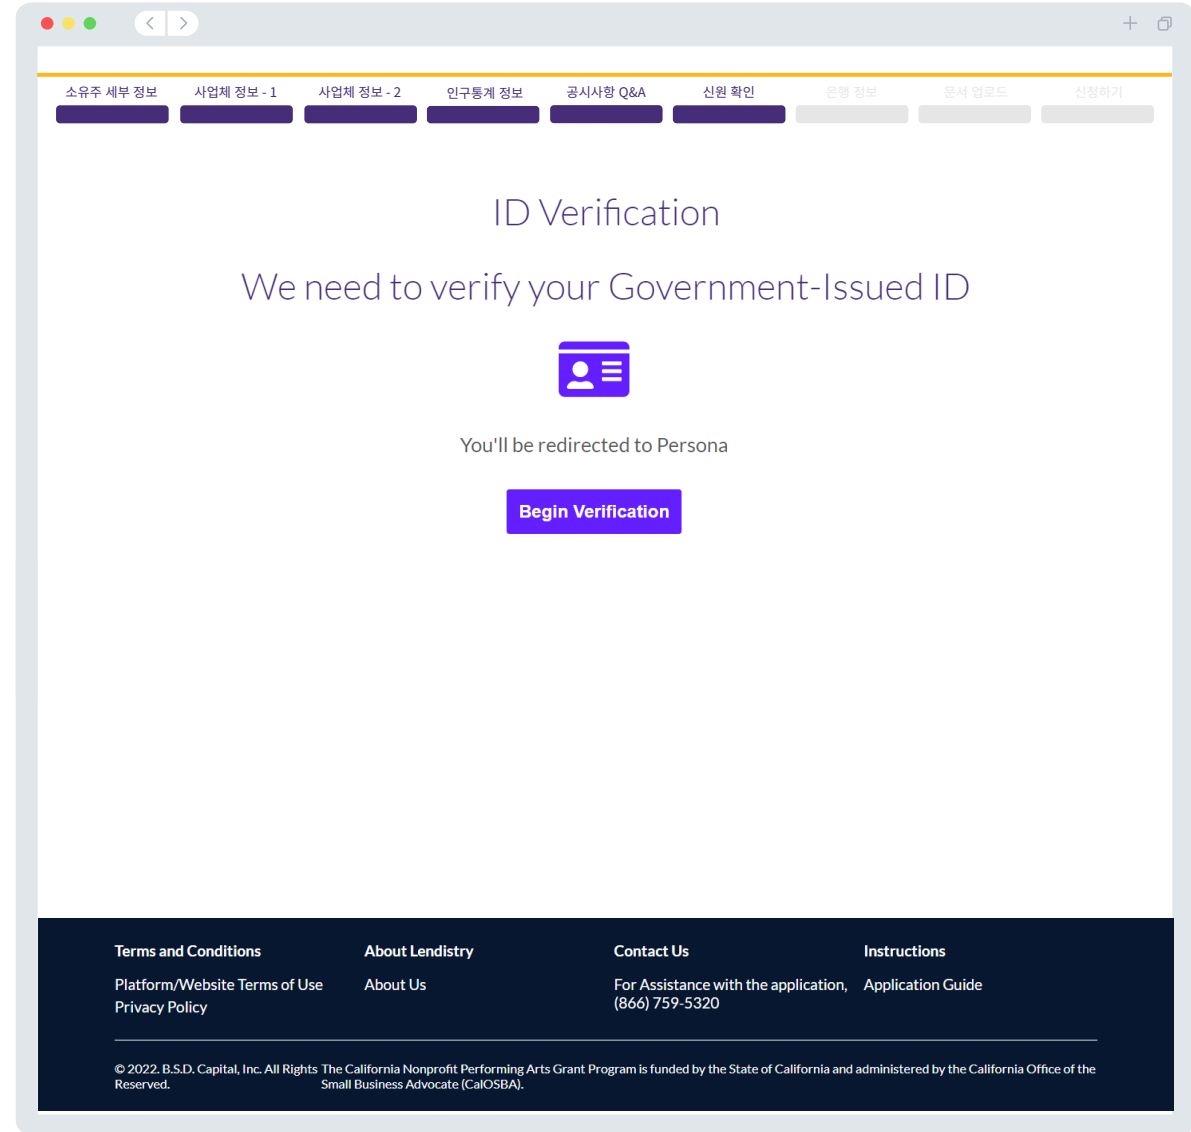 소유주 세부 정보 사업체 정보 - 1 사업체 정보 - 2 인구통계 정보 공시사항 Q&A 신원 확인 은행 정보 문서 업로드 신청하기
ID Verification
We need to verify your Government-Issued ID
You'll be redirected to Persona
Begin Verification
Terms and Conditions About Lendistry Contact Us Instructions
Platform/Website Terms of Use About Us For Assistance with the application, Application Guide
Privacy Policy (866) 759-5320
© 2022. B.S.D. Capital, Inc. All Rights The California Nonprofit Performing Arts Grant Program is funded by the State of California and administered by the California Office of the
Reserved. Small Business Advocate (CalOSBA).